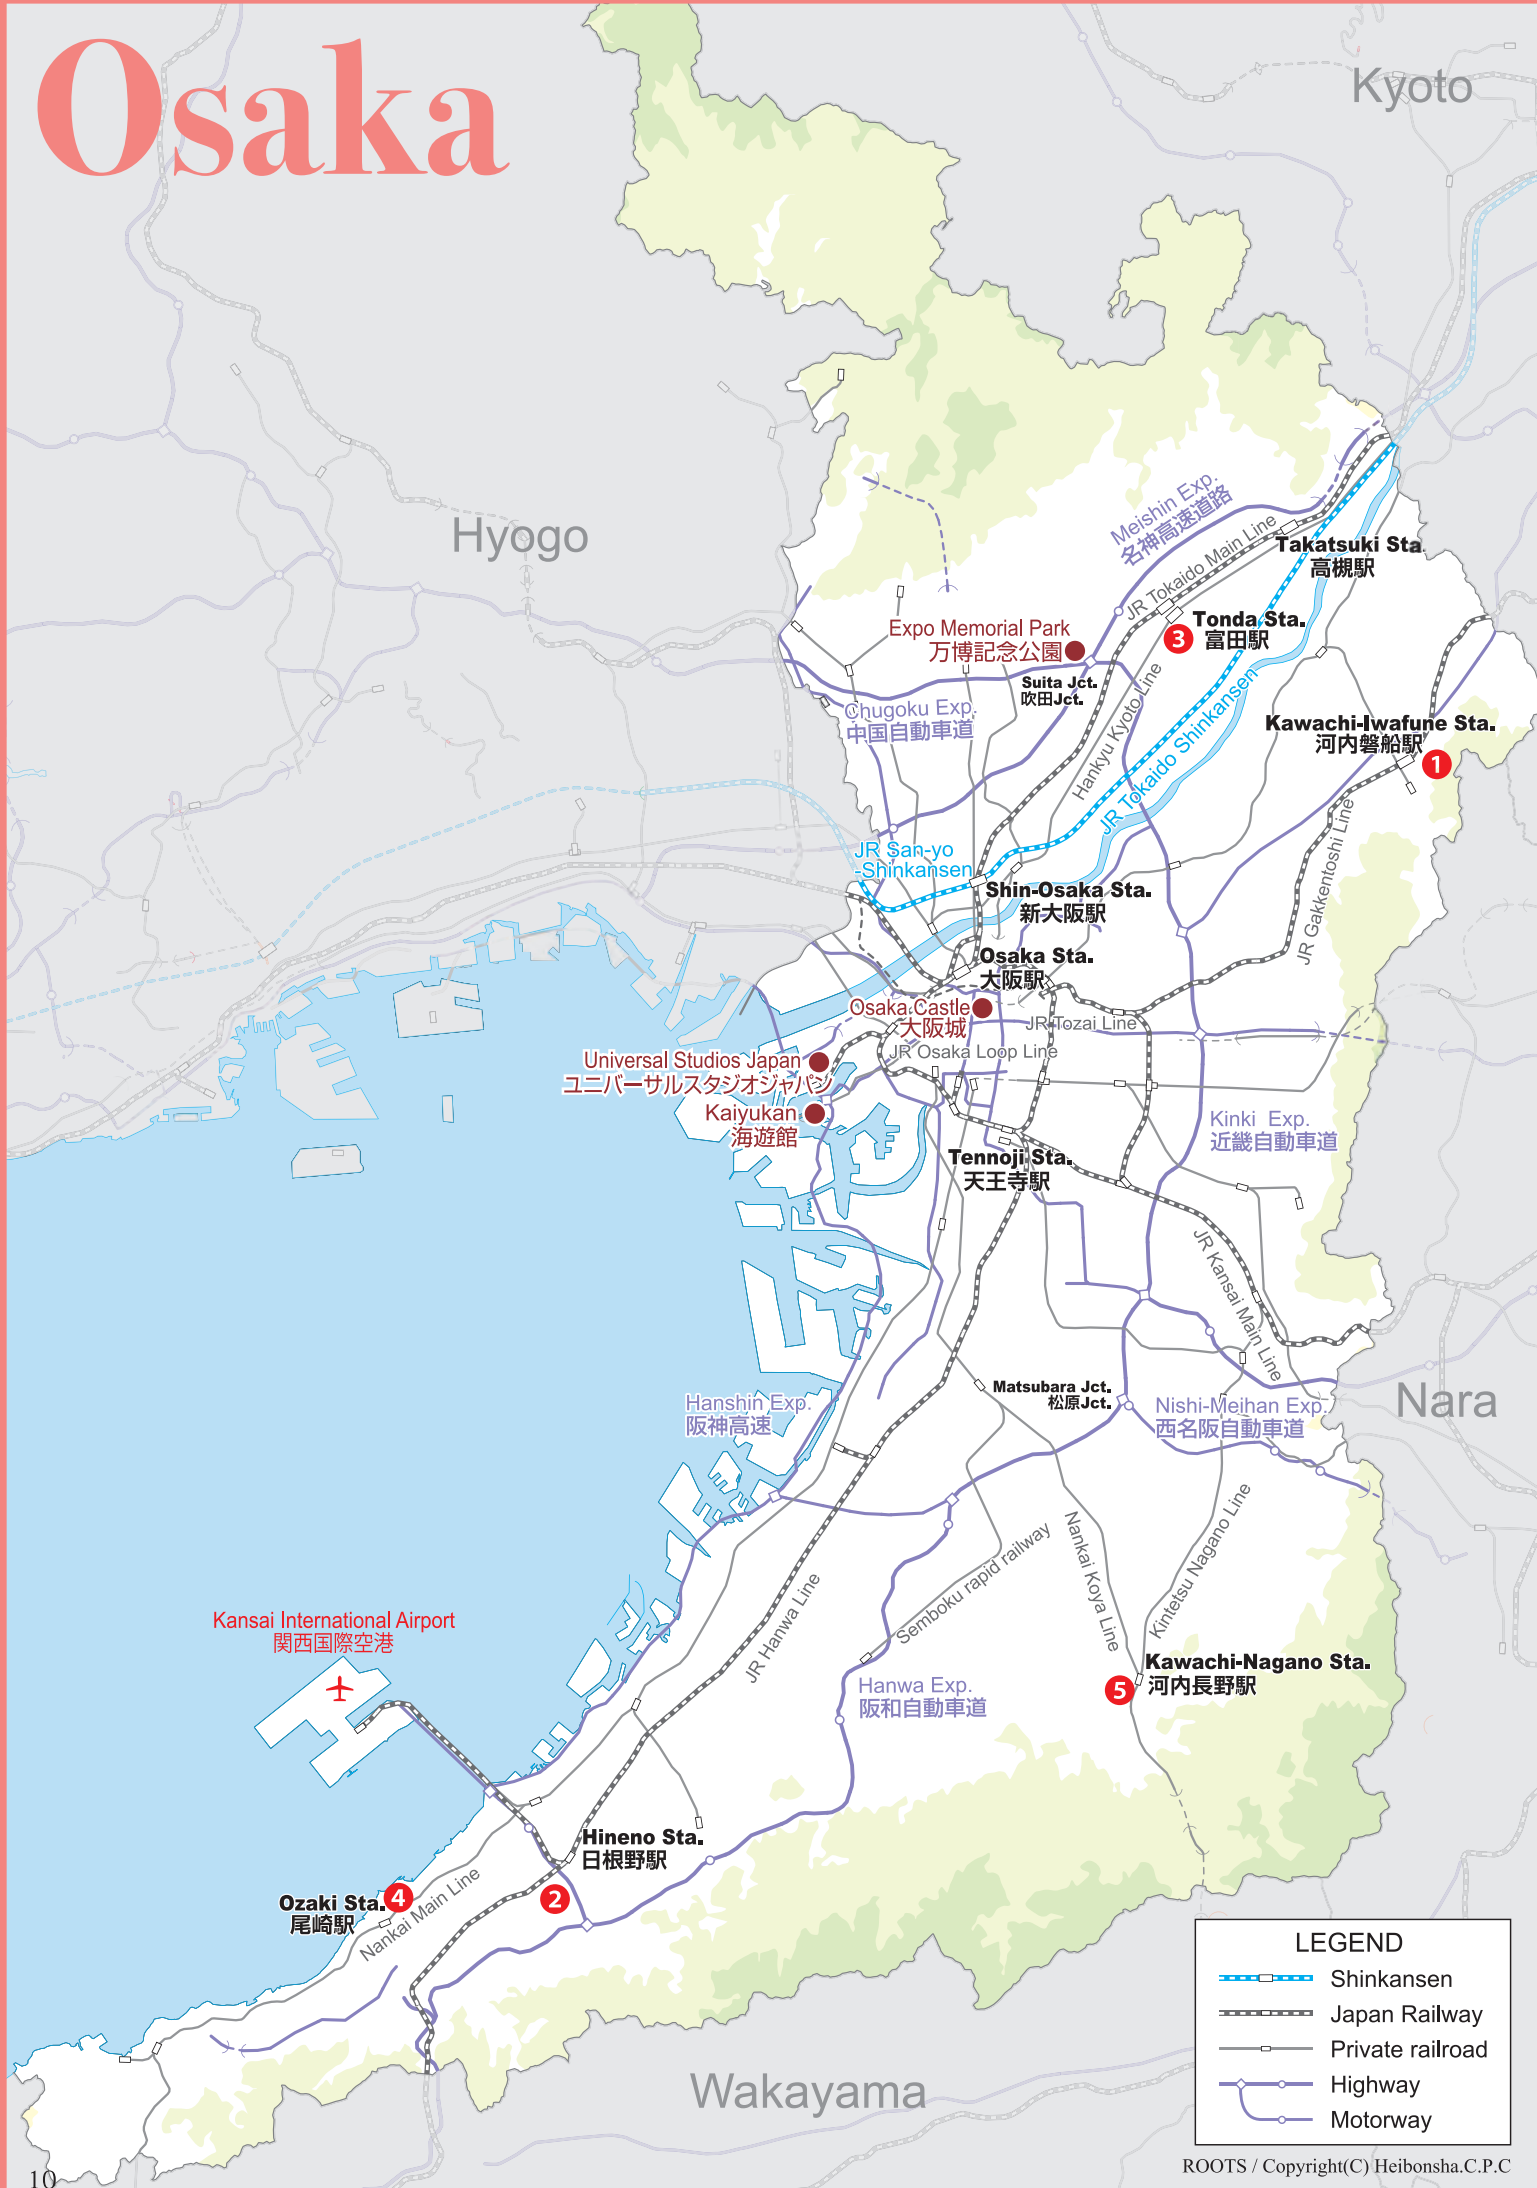 Osaka
Kyoto
Hyogo
Meishin Exp.
名神高速道路
JR Tokaido Main Line
Takatsuki Sta.
高槻駅
Expo Memorial Park
万博記念公園
3
Tonda Sta.
富田駅
Suita Jct.
吹田Jct.
Chugoku Exp.
中国自動車道
Hankyu Kyoto Line
JR Tokaido Shinkansen
Kawachi-Iwafune Sta.
河内磐船駅
1
JR San-yo
-Shinkansen
Shin-Osaka Sta.
新大阪駅
JR Gakkentoshi Line
Osaka Sta.
大阪駅
Osaka Castle
大阪城
JR Tozai Line
JR Osaka Loop Line
Universal Studios Japan
ユニバーサルスタジオジャパン
Kaiyukan
海遊館
Kinki Exp.
近畿自動車道
Tennoji Sta.
天王寺駅
JR Kansai Main Line
Matsubara Jct.
松原Jct.
Hanshin Exp.
阪神高速
Nishi-Meihan Exp.
西名阪自動車道
Nara
Nankai Koya Line
Kintetsu Nagano Line
Semboku rapid railway
JR Hanwa Line
Kansai International Airport
関西国際空港
Kawachi-Nagano Sta.
河内長野駅
5
Hanwa Exp.
阪和自動車道
Hineno Sta.
日根野駅
2
Ozaki Sta.
尾崎駅
4
Nankai Main Line
Wakayama
LEGEND
Shinkansen
Japan Railway
Private railroad
Highway
Motorway
10
ROOTS / Copyright(C) Heibonsha.C.P.C